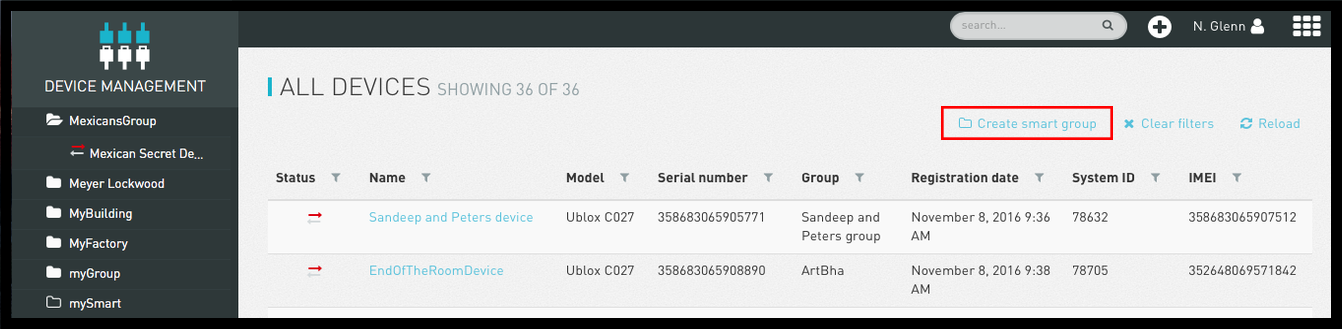 search...
N. Glenn
DEVICE MANAGEMENT
MexicansGroup
Mexican Secret De...
Meyer Lockwood
MyBuilding
MyFactory
myGroup
mySmart
ALL DEVICES SHOWING 36 OF 36
Create smart group Clear filters Reload
Status Name Model Serial number Group Registration date System ID IMEI
Sandeep and Peters device Ublox C027 358683065905771 Sandeep and November 8, 2016 9:36 78632 358683065907512
Peters group AM
EndOfTheRoomDevice Ublox C027 358683065908890 ArtBha November 8, 2016 9:38 78705 352648069571842
AM